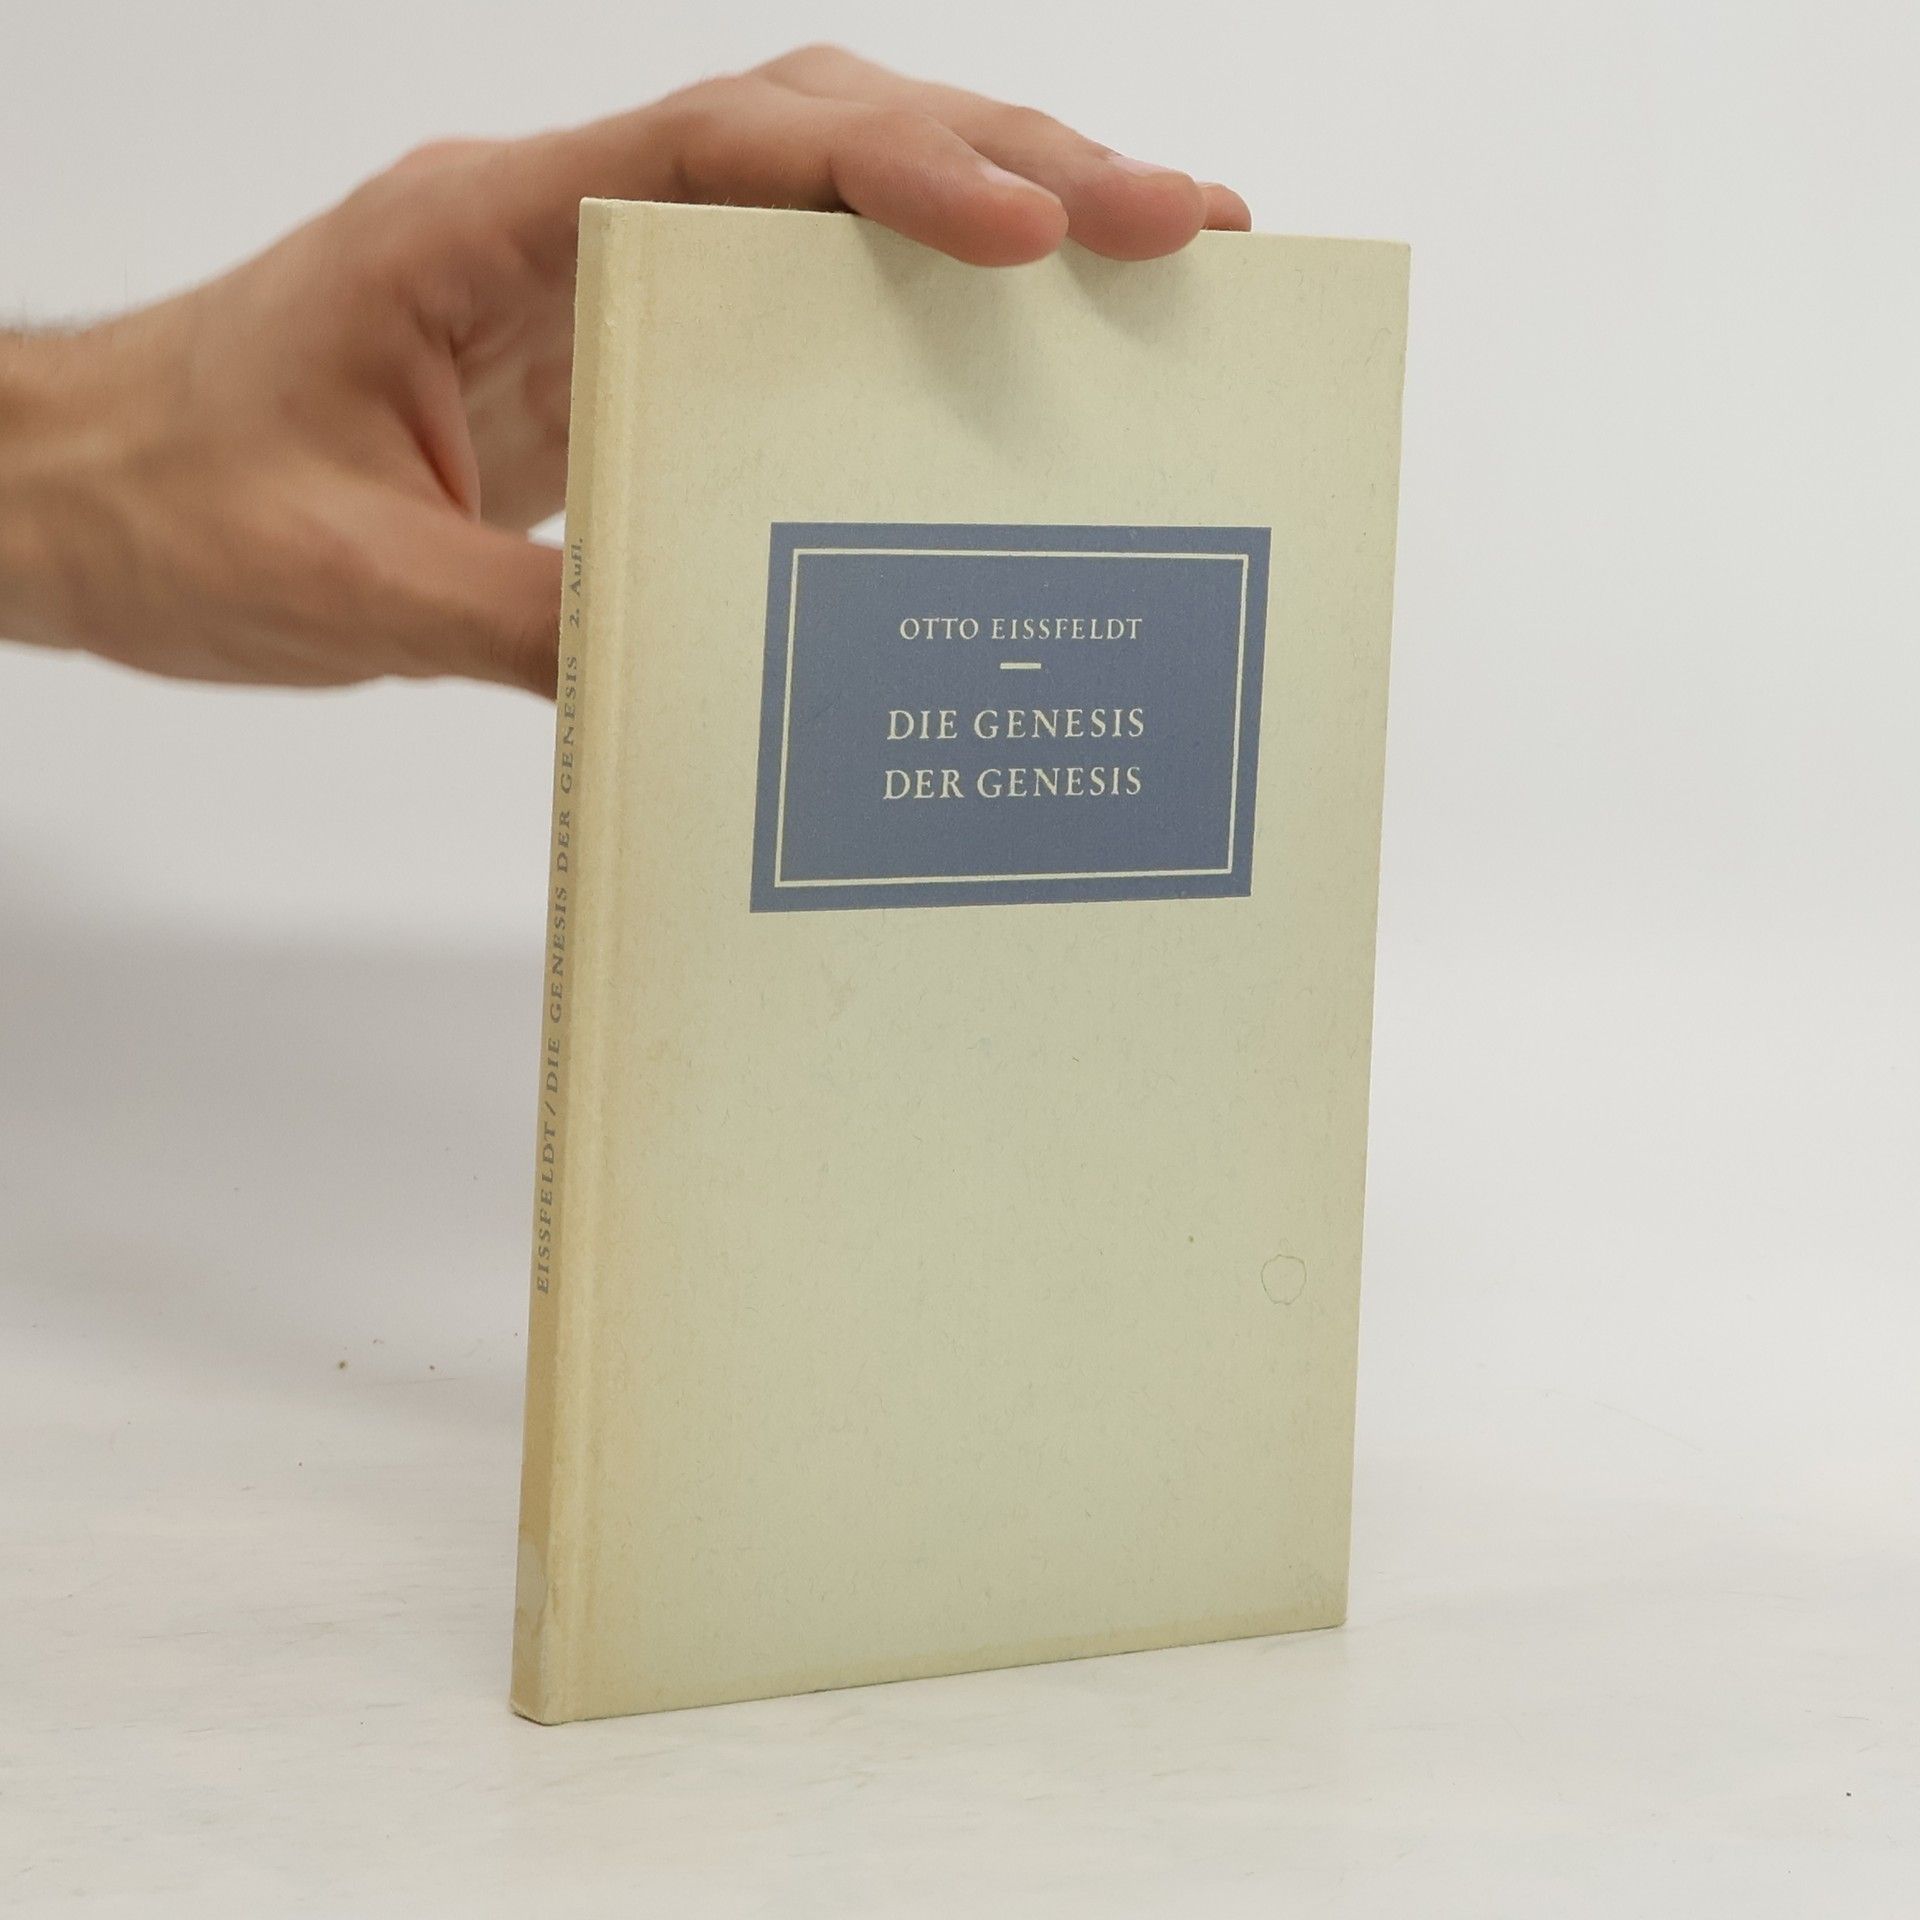 OTTO EISSFELDT
DIE GENESIS
DER GENESIS
EISSFELDT / DIE GENESIS DER GENESIS 2. Aufl.